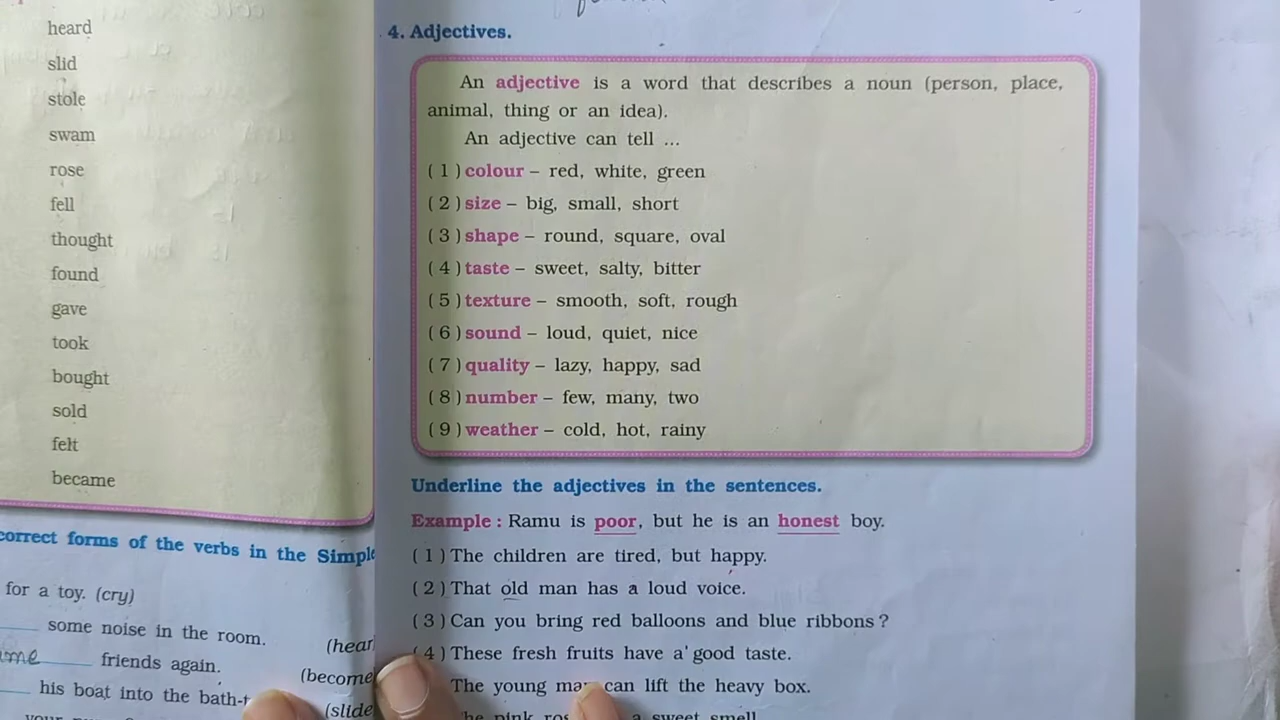 heard
slid
stole
swam
rose
fell
thought
found
gave
took
bought
sold
felt
became
correct forms of the verbs in the Simple
for a toy. (cry)
some noise in the room. (hear
friends again. (become
his boat into the bath-t (slide
4. Adjectives.
An adjective is a word that describes a noun (person, place,
animal, thing or an idea).
An adjective can tell ...
( 1 ) colour – red, white, green
( 2 ) size – big, small, short
( 3 ) shape – round, square, oval
( 4 ) taste – sweet, salty, bitter
( 5 ) texture – smooth, soft, rough
( 6 ) sound – loud, quiet, nice
( 7 ) quality – lazy, happy, sad
( 8 ) number – few, many, two
( 9 ) weather – cold, hot, rainy
Underline the adjectives in the sentences.
Example : Ramu is poor, but he is an honest boy.
( 1 ) The children are tired, but happy.
( 2 ) That old man has a loud voice.
( 3 ) Can you bring red balloons and blue ribbons ?
( 4 ) These fresh fruits have a good taste.
The young man can lift the heavy box.
pink a sweet smell